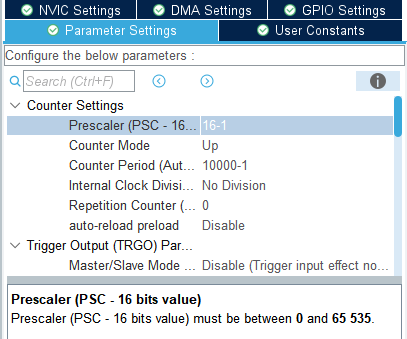 NVIC Settings DMA Settings GPIO Settings
Parameter Settings User Constants
Configure the below parameters :
Search (Ctrl+F)
Counter Settings
Prescaler (PSC - 16... 16-1
Counter Mode Up
Counter Period (Aut... 10000-1
Internal Clock Divisi... No Division
Repetition Counter (... 0
auto-reload preload Disable
Trigger Output (TRGO) Par...
Master/Slave Mode ... Disable (Trigger input effect no...
Prescaler (PSC - 16 bits value)
Prescaler (PSC - 16 bits value) must be between 0 and 65 535.